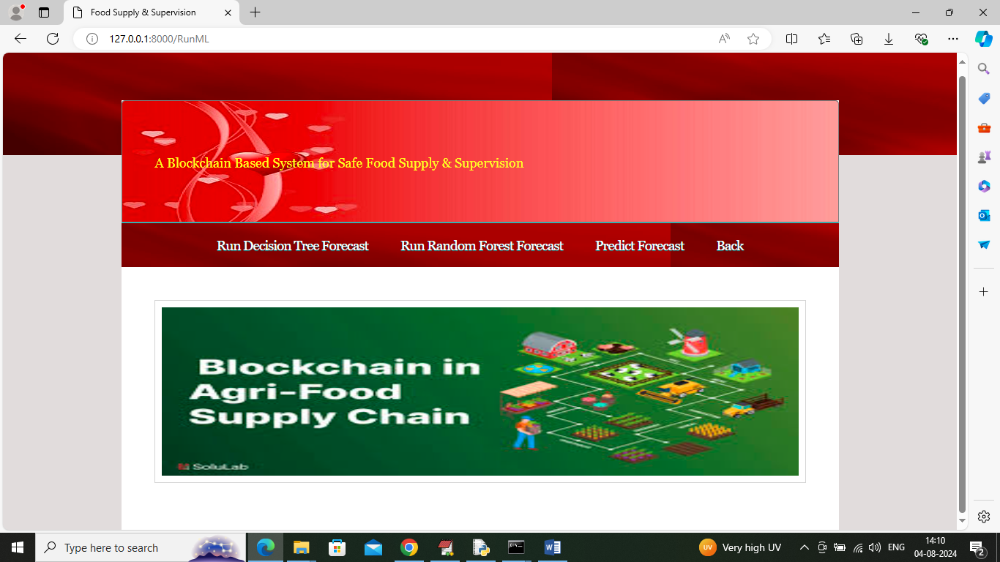 Food Supply & Supervision
127.0.0.1:8000/RunML
A Blockchain Based System for Safe Food Supply & Supervision
Run Decision Tree Forecast Run Random Forest Forecast Predict Forecast Back
Blockchain in
Agri-Food
Supply Chain
SoluLab
Type here to search
UV Very high UV
ENG
14:10
04-08-2024
2